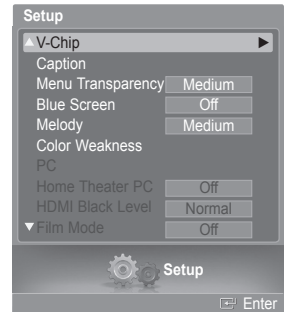 Setup
V-Chip
Caption
Menu Transparency Medium
Blue Screen Off
Melody Medium
Color Weakness
PC
Home Theater PC Off
HDMI Black Level Normal
Film Mode Off
Setup
Enter